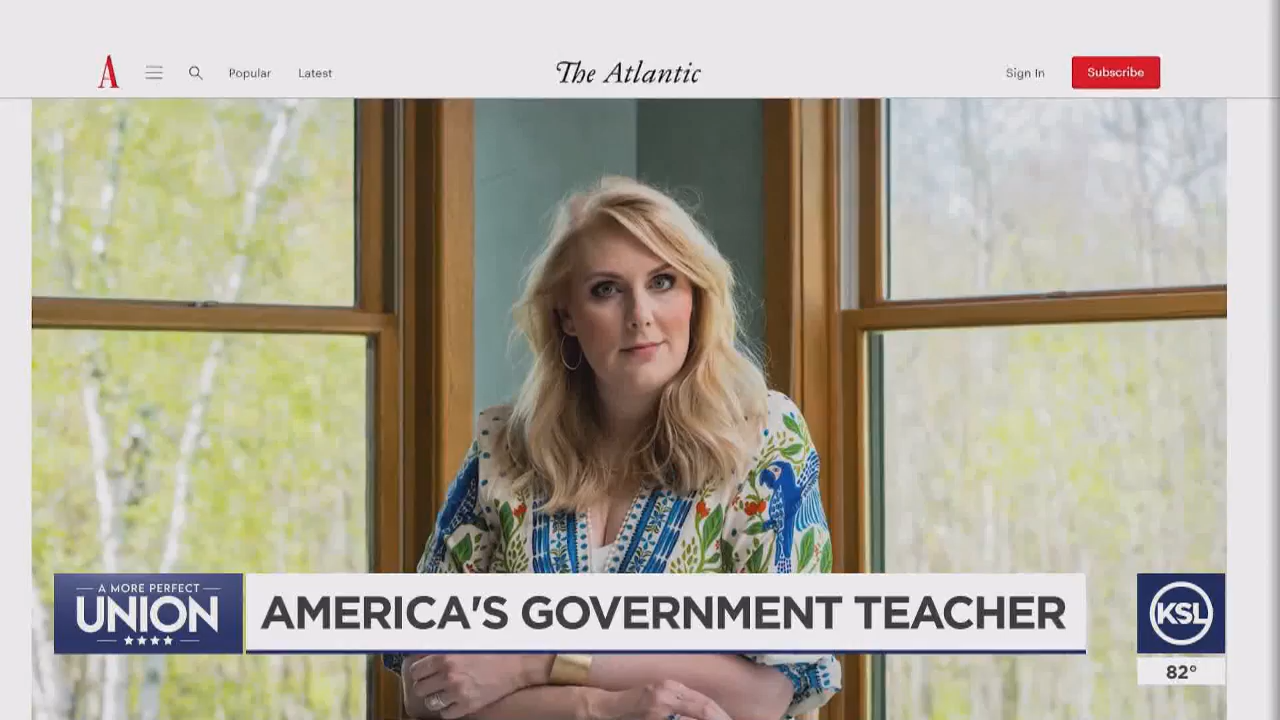 A
Popular
Latest
The Atlantic
Sign In
Subscribe
A MORE PERFECT
UNION
AMERICA'S GOVERNMENT TEACHER
KSL
82°